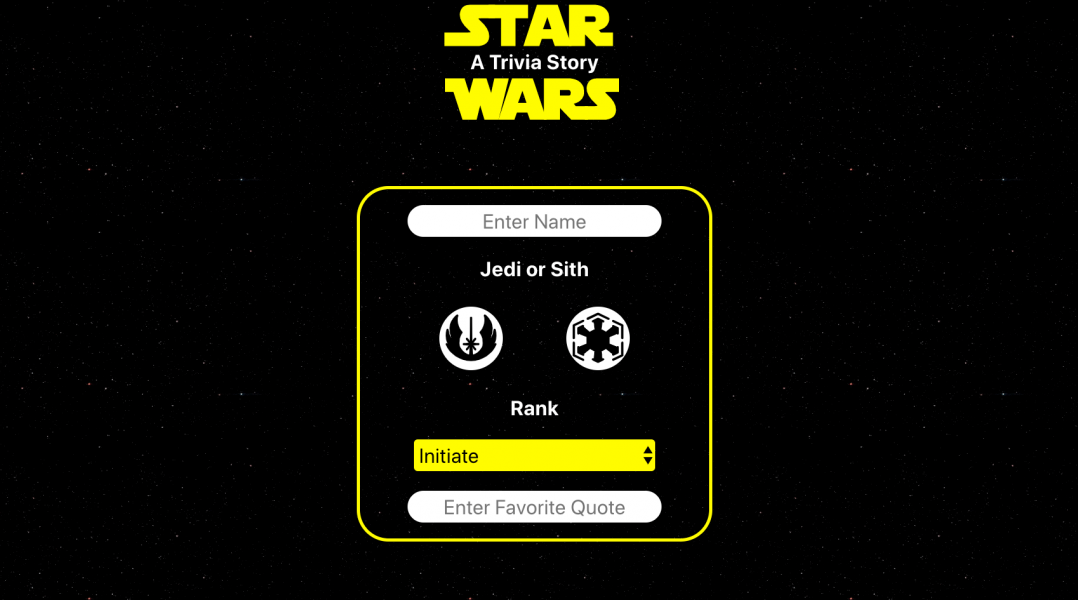 STAR
A Trivia Story
WARS
Enter Name
Jedi or Sith
Rank
Initiate
Enter Favorite Quote